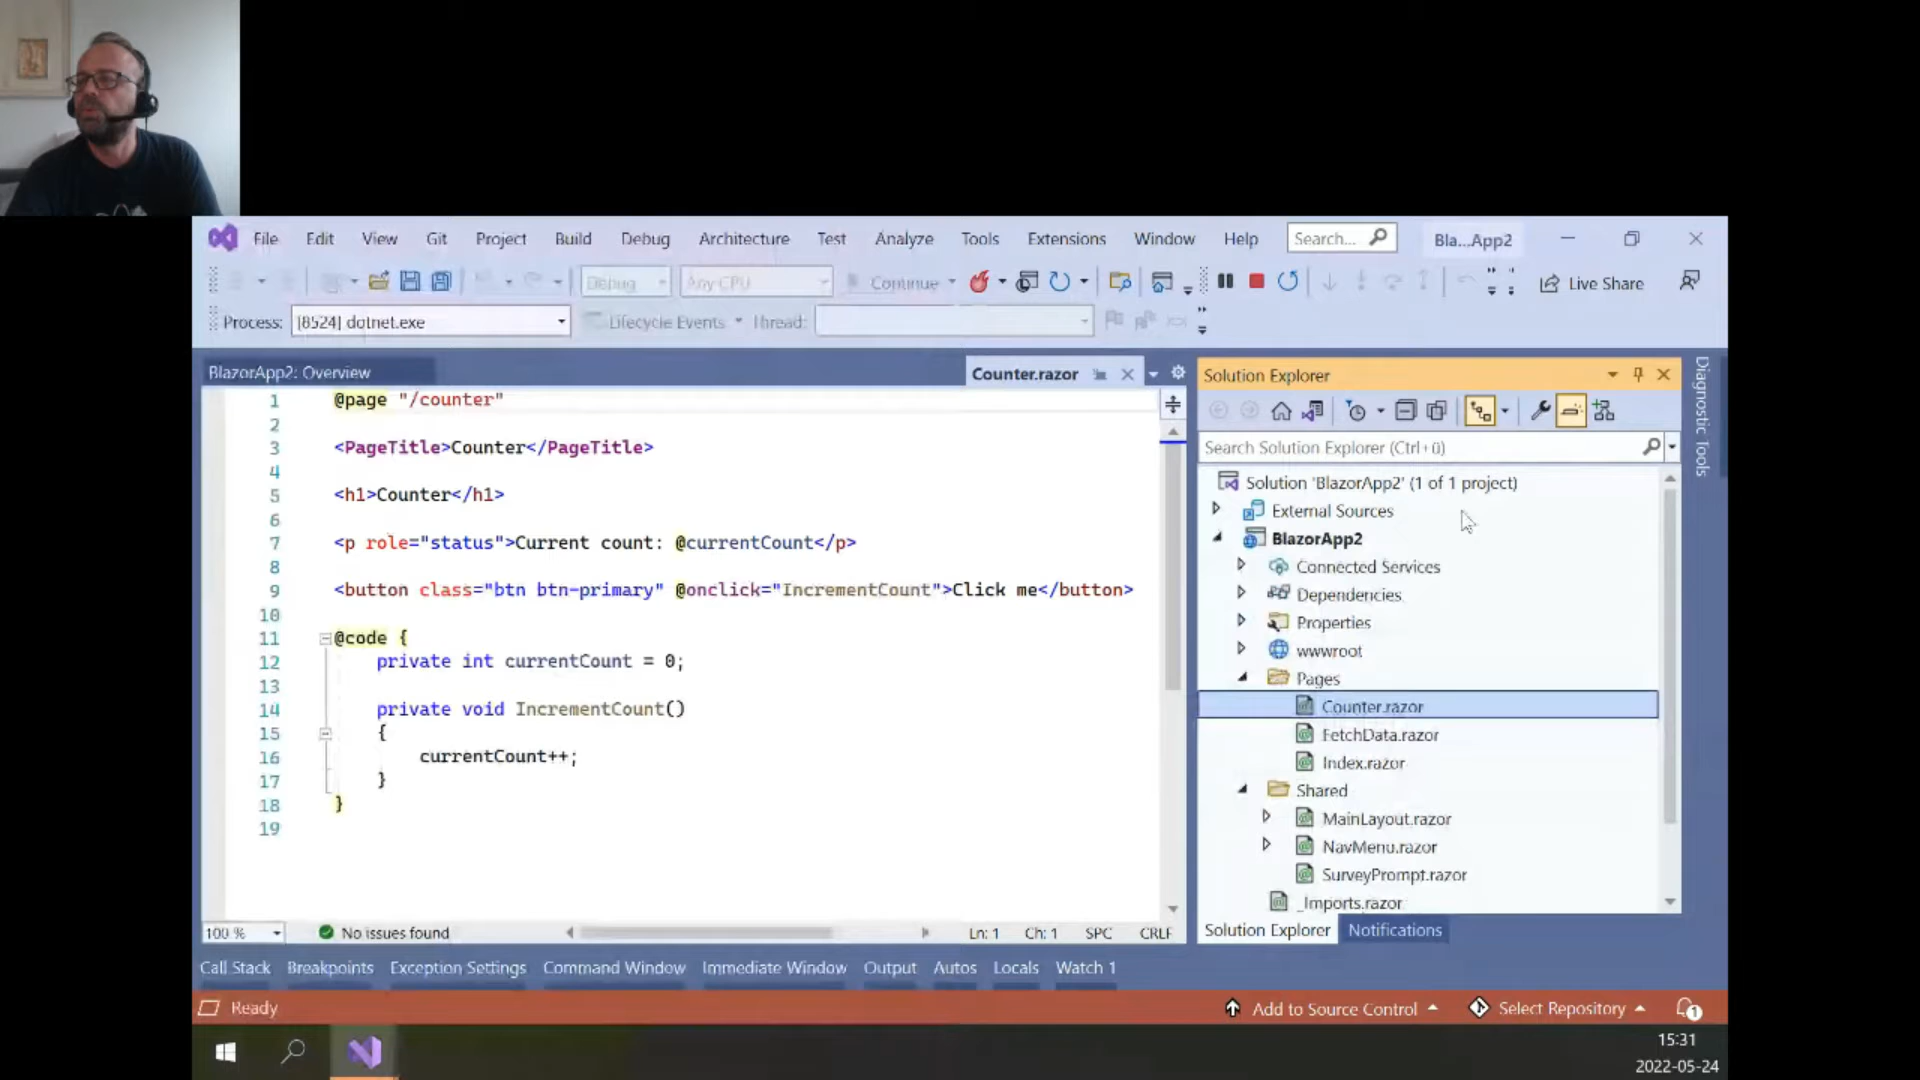 File Edit View Git Project Build Debug Architecture Test Analyze Tools Extensions Window Help Search... Bla...App2
Debug Any CPU Continue Live Share
Process: [8524] dotnet.exe Lifecycle Events Thread:
BlazorApp2: Overview Counter.razor
1 @page "/counter"
2
3 <PageTitle>Counter</PageTitle>
4
5 <h1>Counter</h1>
6
7 <p role="status">Current count: @currentCount</p>
8
9 <button class="btn btn-primary" @onclick="IncrementCount">Click me</button>
10
11 @code {
12 private int currentCount = 0;
13
14 private void IncrementCount()
15 {
16 currentCount++;
17 }
18 }
19
100 % No issues found Ln: 1 Ch: 1 SPC CRLF
Solution Explorer
Search Solution Explorer (Ctrl+ü)
Solution 'BlazorApp2' (1 of 1 project)
External Sources
BlazorApp2
Connected Services
Dependencies
Properties
wwwroot
Pages
Counter.razor
FetchData.razor
Index.razor
Shared
MainLayout.razor
NavMenu.razor
SurveyPrompt.razor
_Imports.razor
Solution Explorer Notifications
Diagnostic Tools
Call Stack Breakpoints Exception Settings Command Window Immediate Window Output Autos Locals Watch 1
Ready Add to Source Control Select Repository 1
15:31
2022-05-24